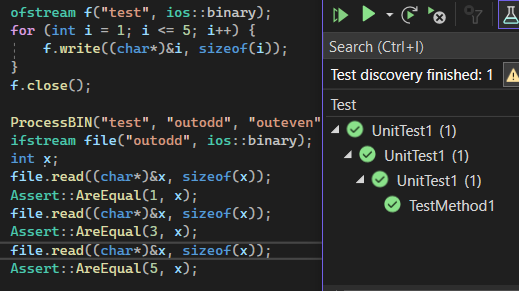 ofstream f("test", ios::binary);
for (int i = 1; i <= 5; i++) {
f.write((char*)&i, sizeof(i));
}
f.close();
ProcessBIN("test", "outodd", "outeven"
ifstream file("outodd", ios::binary);
int x;
file.read((char*)&x, sizeof(x));
Assert::AreEqual(1, x);
file.read((char*)&x, sizeof(x));
Assert::AreEqual(3, x);
file.read((char*)&x, sizeof(x));
Assert::AreEqual(5, x);
Search (Ctrl+I)
Test discovery finished: 1
Test
UnitTest1 (1)
UnitTest1 (1)
UnitTest1 (1)
TestMethod1